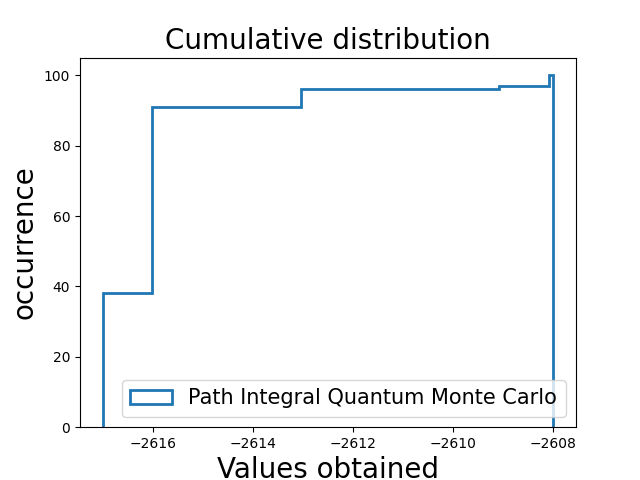 Cumulative distribution
occurrence
100
80
60
40
20
0
Path Integral Quantum Monte Carlo
−2616 −2614 −2612 −2610 −2608
Values obtained